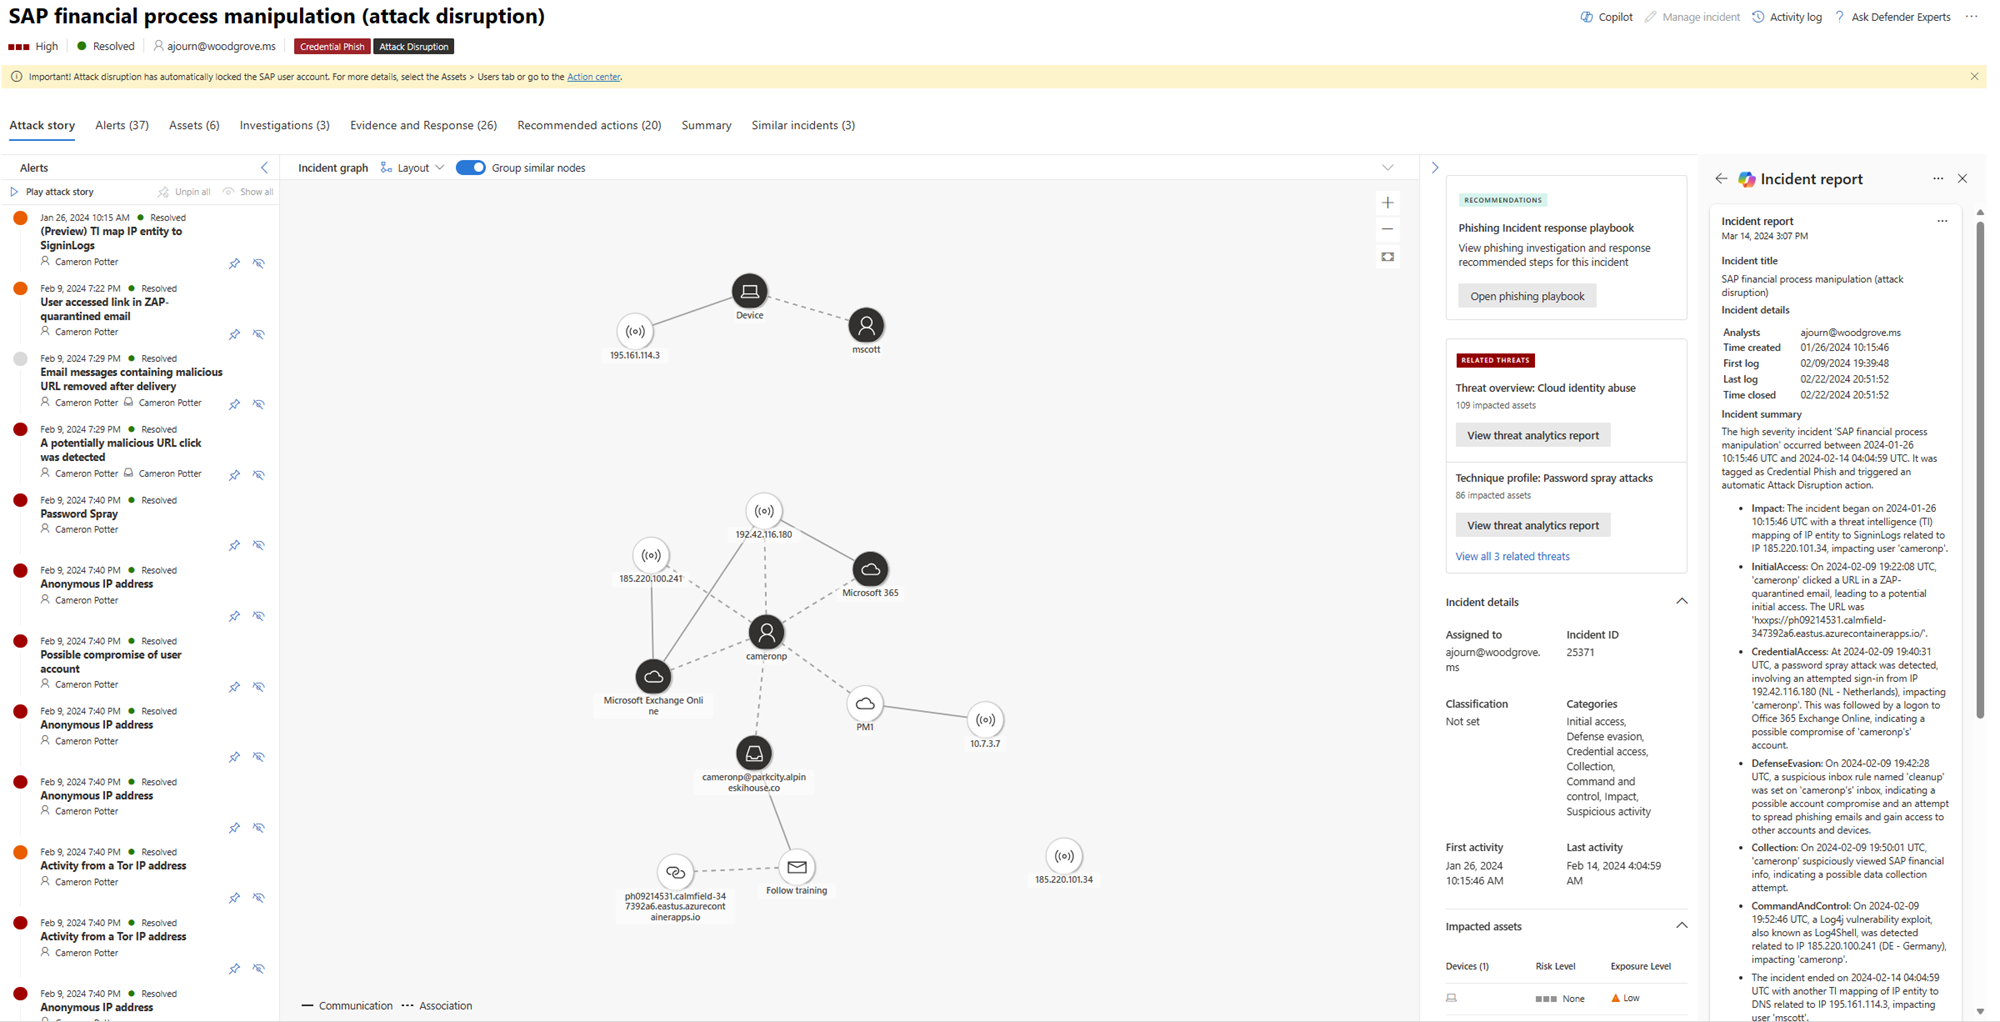 SAP financial process manipulation (attack disruption)
Copilot
Manage incident
Activity log
Ask Defender Experts
High
Resolved
ajourn@woodgrove.ms
Credential Phish
Attack Disruption
Important! Attack disruption has automatically locked the SAP user account. For more details, select the Assets > Users tab or go to the Action center.
Attack story
Alerts (37)
Assets (6)
Investigations (3)
Evidence and Response (26)
Recommended actions (20)
Summary
Similar incidents (3)
Alerts
Play attack story
Unpin all
Show all
Jan 26, 2024 10:15 AM Resolved
(Preview) TI map IP entity to
SigninLogs
Cameron Potter
Feb 9, 2024 7:22 PM Resolved
User accessed link in ZAP-
quarantined email
Cameron Potter
Feb 9, 2024 7:29 PM Resolved
Email messages containing malicious
URL removed after delivery
Cameron Potter Cameron Potter
Feb 9, 2024 7:29 PM Resolved
A potentially malicious URL click
was detected
Cameron Potter Cameron Potter
Feb 9, 2024 7:40 PM Resolved
Password Spray
Cameron Potter
Feb 9, 2024 7:40 PM Resolved
Anonymous IP address
Cameron Potter
Feb 9, 2024 7:40 PM Resolved
Possible compromise of user
account
Cameron Potter
Feb 9, 2024 7:40 PM Resolved
Anonymous IP address
Cameron Potter
Feb 9, 2024 7:40 PM Resolved
Anonymous IP address
Cameron Potter
Feb 9, 2024 7:40 PM Resolved
Activity from a Tor IP address
Cameron Potter
Feb 9, 2024 7:40 PM Resolved
Activity from a Tor IP address
Cameron Potter
Feb 9, 2024 7:40 PM Resolved
Anonymous IP address
Incident graph
Layout
Group similar nodes
Device
mscott
195.161.114.3
192.42.116.180
185.220.100.241
Microsoft 365
cameronp
Microsoft Exchange Onli
ne
PM1
10.7.3.7
cameronp@parkcity.alpin
eskihouse.co
Follow training
ph09214531.calmfield-34
7392a6.eastus.azurecont
ainerapps.io
185.220.101.34
Communication
Association
RECOMMENDATIONS
Phishing Incident response playbook
View phishing investigation and response
recommended steps for this incident
Open phishing playbook
RELATED THREATS
Threat overview: Cloud identity abuse
109 impacted assets
View threat analytics report
Technique profile: Password spray attacks
86 impacted assets
View threat analytics report
View all 3 related threats
Incident details
Assigned to
ajourn@woodgrove.
ms
Incident ID
25371
Classification
Not set
Categories
Initial access,
Defense evasion,
Credential access,
Collection,
Command and
control, Impact,
Suspicious activity
First activity
Jan 26, 2024
10:15:46 AM
Last activity
Feb 14, 2024 4:04:59
AM
Impacted assets
Devices (1)
Risk Level
Exposure Level
None
Low
Incident report
Incident report
Mar 14, 2024 3:07 PM
Incident title
SAP financial process manipulation (attack
disruption)
Incident details
Analysts ajourn@woodgrove.ms
Time created 01/26/2024 10:15:46
First log 02/09/2024 19:39:48
Last log 02/22/2024 20:51:52
Time closed 02/22/2024 20:51:52
Incident summary
The high severity incident 'SAP financial process
manipulation' occurred between 2024-01-26
10:15:46 UTC and 2024-02-14 04:04:59 UTC. It was
tagged as Credential Phish and triggered an
automatic Attack Disruption action.
• Impact: The incident began on 2024-01-26
10:15:46 UTC with a threat intelligence (TI)
mapping of IP entity to SigninLogs related to
IP 185.220.101.34, impacting user 'cameronp'.
• InitialAccess: On 2024-02-09 19:22:08 UTC,
'cameronp' clicked a URL in a ZAP-
quarantined email, leading to a potential
initial access. The URL was
'hxxps://ph09214531.calmfield-
347392a6.eastus.azurecontainerapps.io/'.
• CredentialAccess: At 2024-02-09 19:40:31
UTC, a password spray attack was detected,
involving an attempted sign-in from IP
192.42.116.180 (NL - Netherlands), impacting
'cameronp'. This was followed by a logon to
Office 365 Exchange Online, indicating a
possible compromise of 'cameronp's'
account.
• DefenseEvasion: On 2024-02-09 19:42:28
UTC, a suspicious inbox rule named 'cleanup'
was set on 'cameronp's' inbox, indicating a
possible account compromise and an attempt
to spread phishing emails and gain access to
other accounts and devices.
• Collection: On 2024-02-09 19:50:01 UTC,
'cameronp' suspiciously viewed SAP financial
info, indicating a possible data collection
attempt.
• CommandAndControl: On 2024-02-09
19:52:46 UTC, a Log4j vulnerability exploit,
also known as Log4Shell, was detected
related to IP 185.220.100.241 (DE - Germany),
impacting 'cameronp'.
• The incident ended on 2024-02-14 04:04:59
UTC with another TI mapping of IP entity to
DNS related to IP 195.161.114.3, impacting
user 'mscott'.